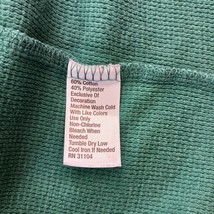 60% Cotton
40% Polyester
Exclusive Of
Decoration
Machine Wash Cold
With Like Colors
Use Only
Non-Chlorine
Bleach When
Needed
Tumble Dry Low
Cool Iron If Needed
RN 31104